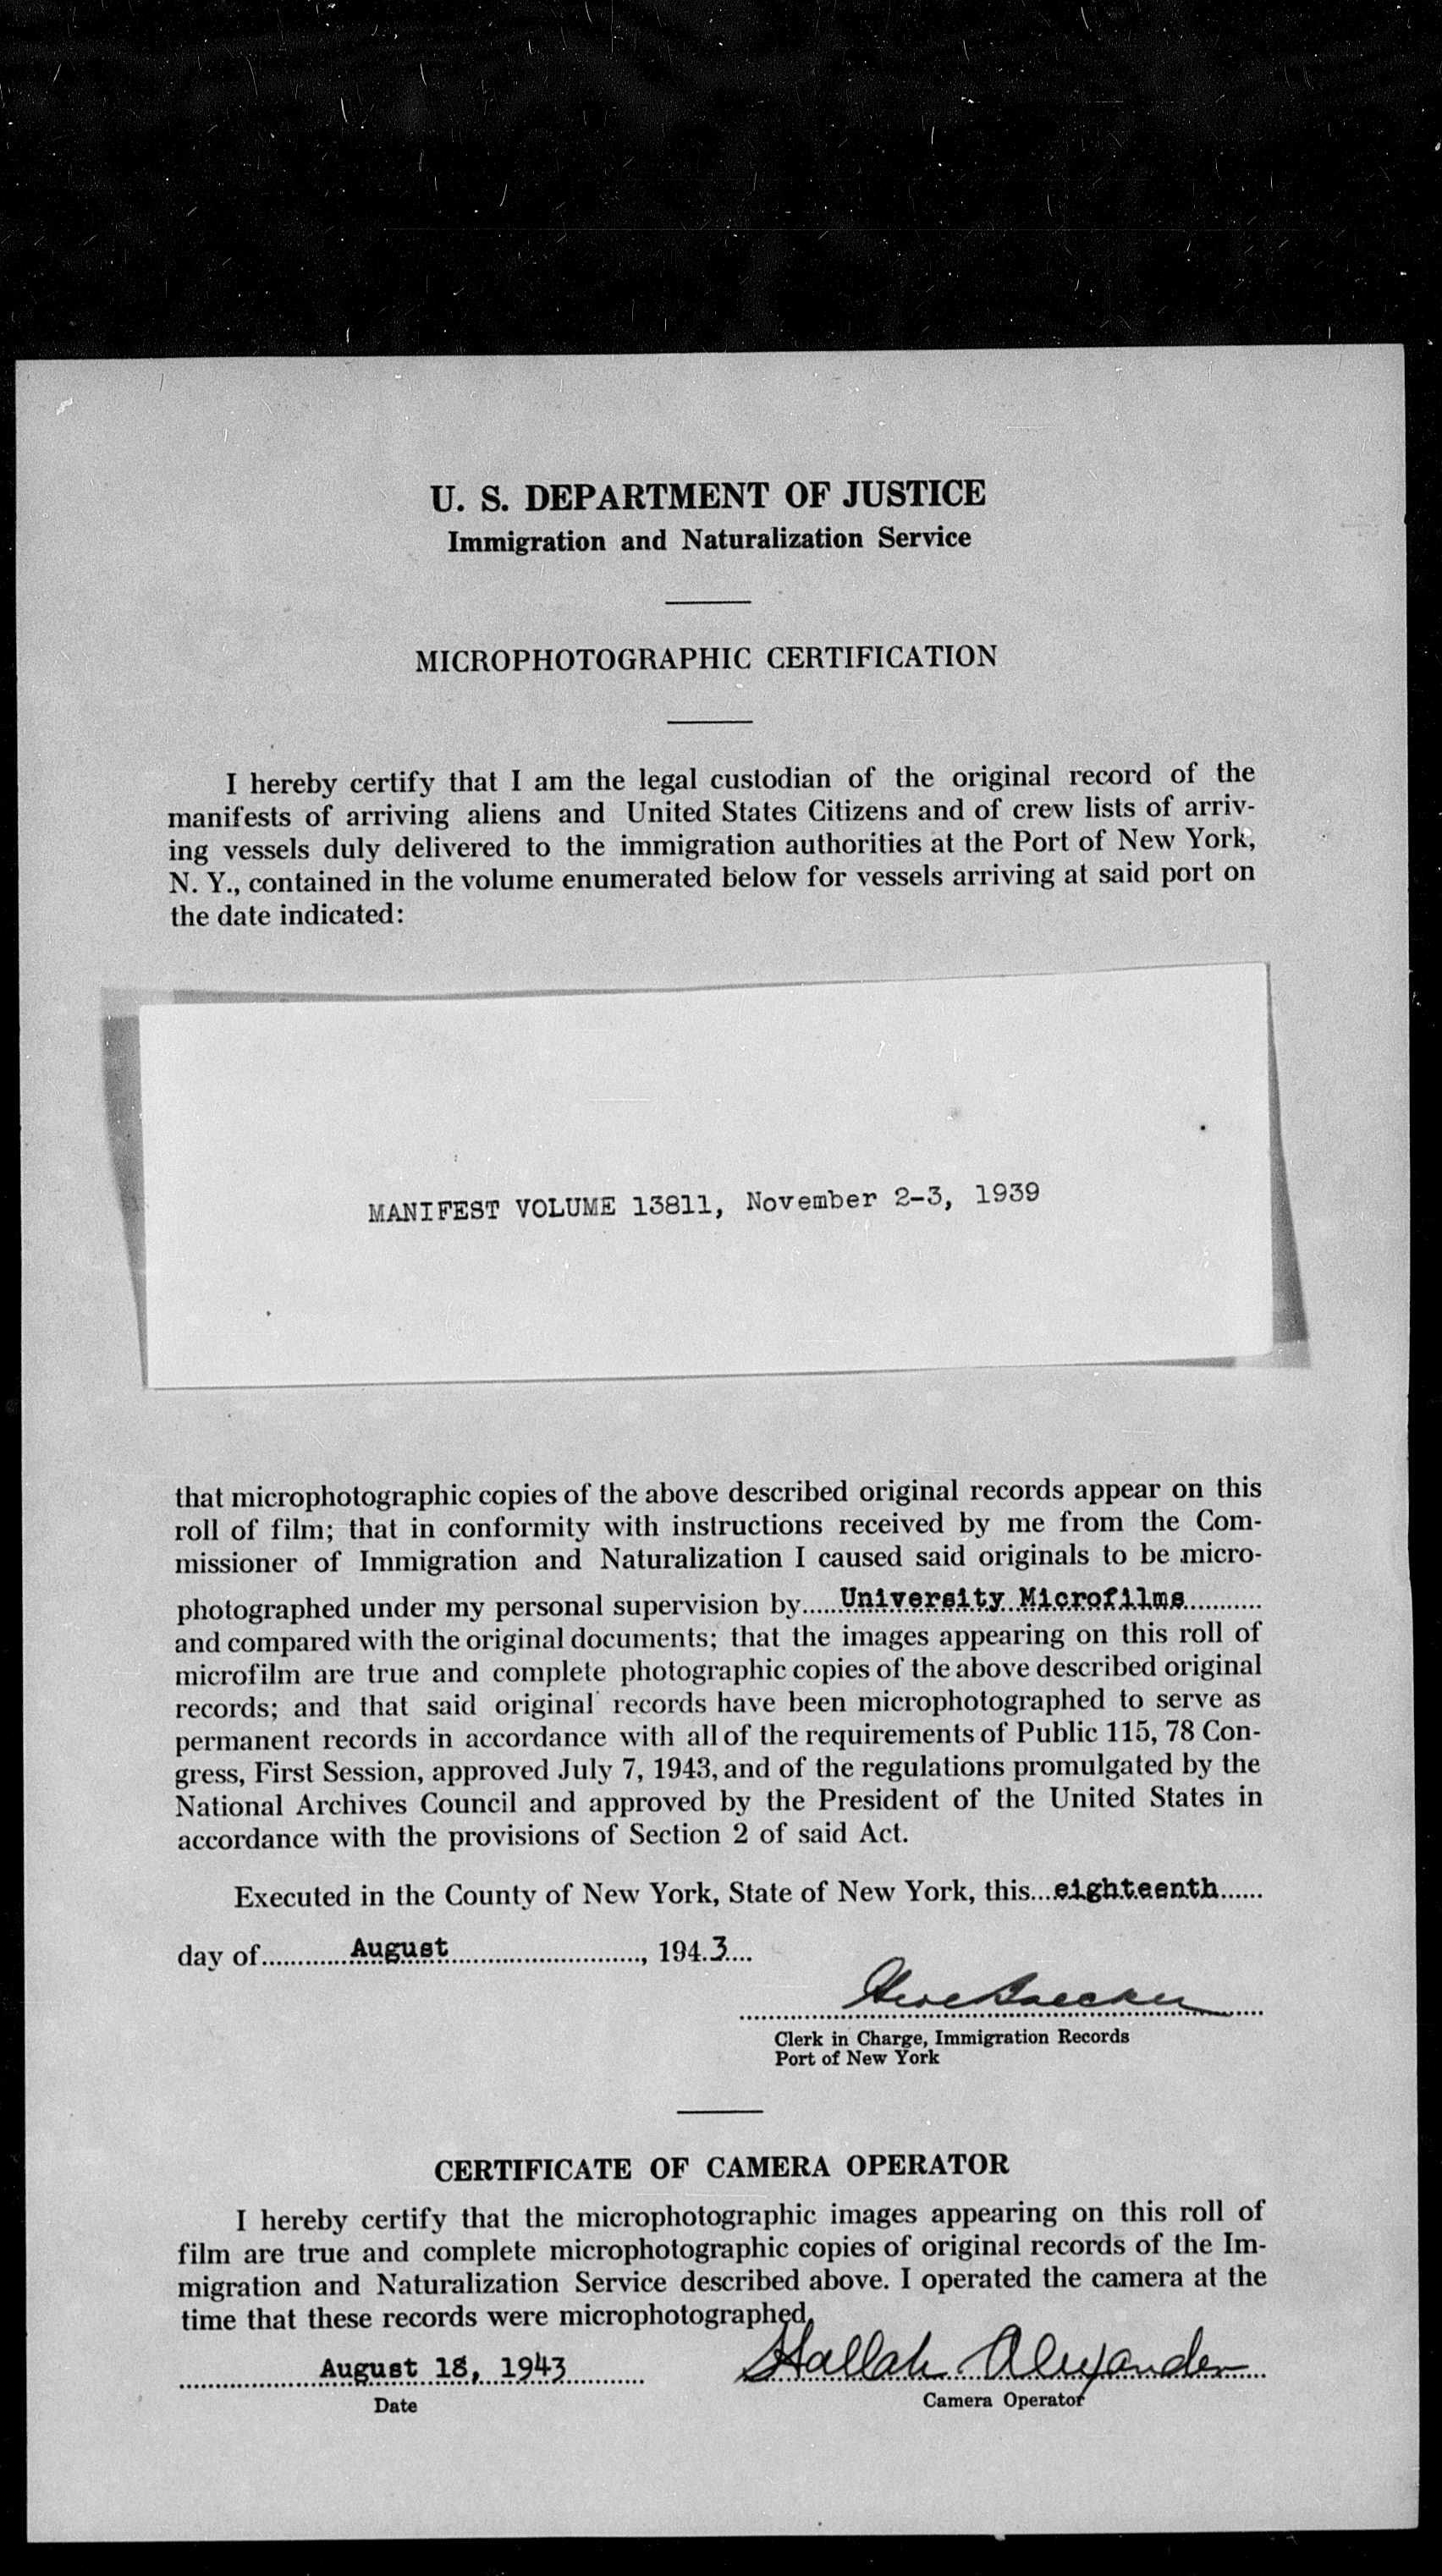 U. S. DEPARTMENT OF JUSTICE
Immigration and Naturalization Service
MICROPHOTOGRAPHIC CERTIFICATION
I hereby certify that I am the legal custodian of the original record of the
manifests of arriving aliens and United States Citizens and of crew lists of arriv-
ing vessels duly delivered to the immigration authorities at the Port of New York,
N. Y., contained in the volume enumerated below for vessels arriving at said port on
the date indicated:
MANIFEST VOLUME 13811, November 2-3, 1939
that microphotographic copies of the above described original records appear on this
roll of film; that in conformity with instructions received by me from the Com-
missioner of Immigration and Naturalization I caused said originals to be micro-
photographed under my personal supervision by......University Microfilms...........
and compared with the original documents; that the images appearing on this roll of
microfilm are true and complete photographic copies of the above described original
records; and that said original records have been microphotographed to serve as
permanent records in accordance with all of the requirements of Public 115, 78 Con-
gress, First Session, approved July 7, 1943, and of the regulations promulgated by the
National Archives Council and approved by the President of the United States in
accordance with the provisions of Section 2 of said Act.
Executed in the County of New York, State of New York, this...eighteenth......
day of............August............................, 194.3....
Clerk in Charge, Immigration Records
Port of New York
CERTIFICATE OF CAMERA OPERATOR
I hereby certify that the microphotographic images appearing on this roll of
film are true and complete microphotographic copies of original records of the Im-
migration and Naturalization Service described above. I operated the camera at the
time that these records were microphotographed.
August 18, 1943 Alexander
Date Camera Operator